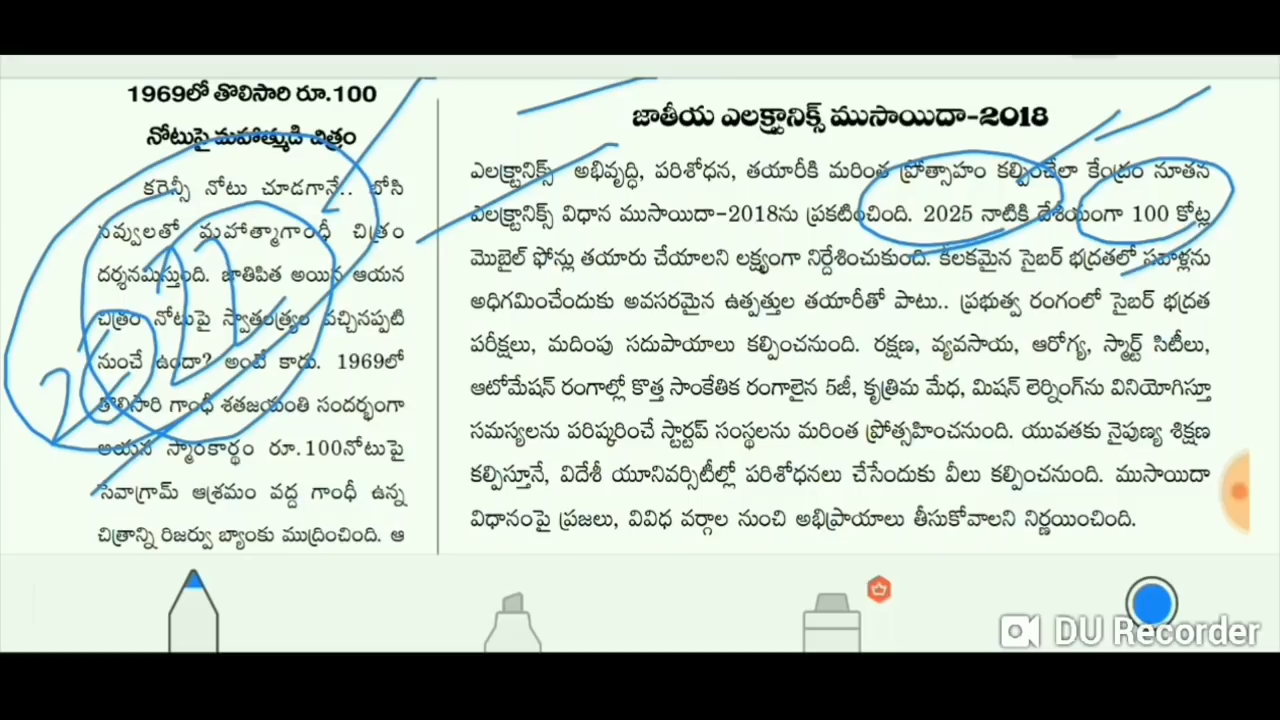 1969లో తొలిసారి రూ.100
నోటుపై మహాత్ముడి చిత్రం
కరెన్సీ నోటు చూడగానే.. బోసి
నవ్వులతో మహాత్మాగాంధీ చిత్రం
దర్శనమిస్తుంది. జాతిపిత అయిన ఆయన
చిత్రం నోటుపై స్వాతంత్ర్యం వచ్చినప్పటి
నుంచే ఉందా? అంటే కాదు. 1969లో
తొలిసారి గాంధీ శతజయంతి సందర్భంగా
ఆయన స్మారకార్థం రూ.100నోటుపై
సేవాగ్రామ్ ఆశ్రమం వద్ద గాంధీ ఉన్న
చిత్రాన్ని రిజర్వు బ్యాంకు ముద్రించింది. ఆ
జాతీయ ఎలక్ట్రానిక్స్ ముసాయిదా-2018
ఎలక్ట్రానిక్స్ అభివృద్ధి, పరిశోధన, తయారీకి మరింత ప్రోత్సాహం కల్పించేలా కేంద్రం నూతన
ఎలక్ట్రానిక్స్ విధాన ముసాయిదా-2018ను ప్రకటించింది. 2025 నాటికి దేశీయంగా 100 కోట్ల
మొబైల్ ఫోన్లు తయారు చేయాలని లక్ష్యంగా నిర్దేశించుకుంది. కీలకమైన సైబర్ భద్రతలో సవాళ్లను
అధిగమించేందుకు అవసరమైన ఉత్పత్తుల తయారీతో పాటు.. ప్రభుత్వ రంగంలో సైబర్ భద్రత
పరీక్షలు, మదింపు సదుపాయాలు కల్పించనుంది. రక్షణ, వ్యవసాయ, ఆరోగ్య, స్మార్ట్ సిటీలు,
ఆటోమేషన్ రంగాల్లో కొత్త సాంకేతిక రంగాలైన 5జీ, కృత్రిమ మేధ, మిషన్ లెర్నింగ్‌ను వినియోగిస్తూ
సమస్యలను పరిష్కరించే స్టార్టప్ సంస్థలను మరింత ప్రోత్సహించనుంది. యువతకు నైపుణ్య శిక్షణ
కల్పిస్తూనే, విదేశీ యూనివర్సిటీల్లో పరిశోధనలు చేసేందుకు వీలు కల్పించనుంది. ముసాయిదా
విధానంపై ప్రజలు, వివిధ వర్గాల నుంచి అభిప్రాయాలు తీసుకోవాలని నిర్ణయించింది.
DU Recorder